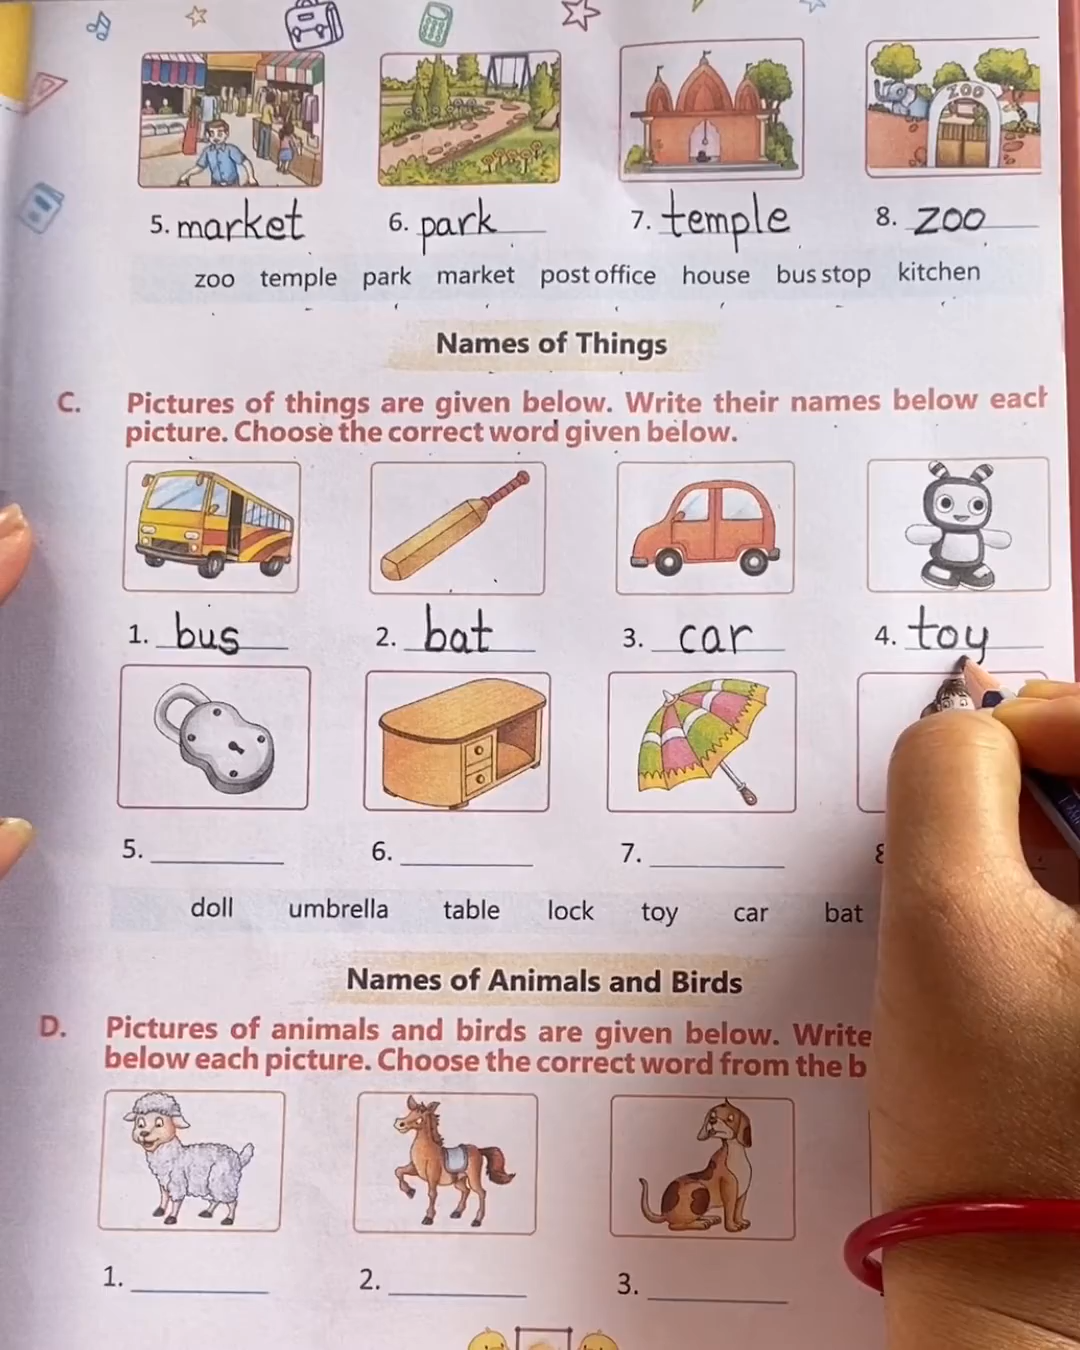 ZOO
5. market 6. park 7. temple 8. zoo
zoo temple park market post office house bus stop kitchen
Names of Things
C. Pictures of things are given below. Write their names below each
picture. Choose the correct word given below.
1. bus 2. bat 3. car 4. toy
5. 6. 7.
doll umbrella table lock toy car bat
Names of Animals and Birds
D. Pictures of animals and birds are given below. Write
below each picture. Choose the correct word from the b
1. 2. 3.